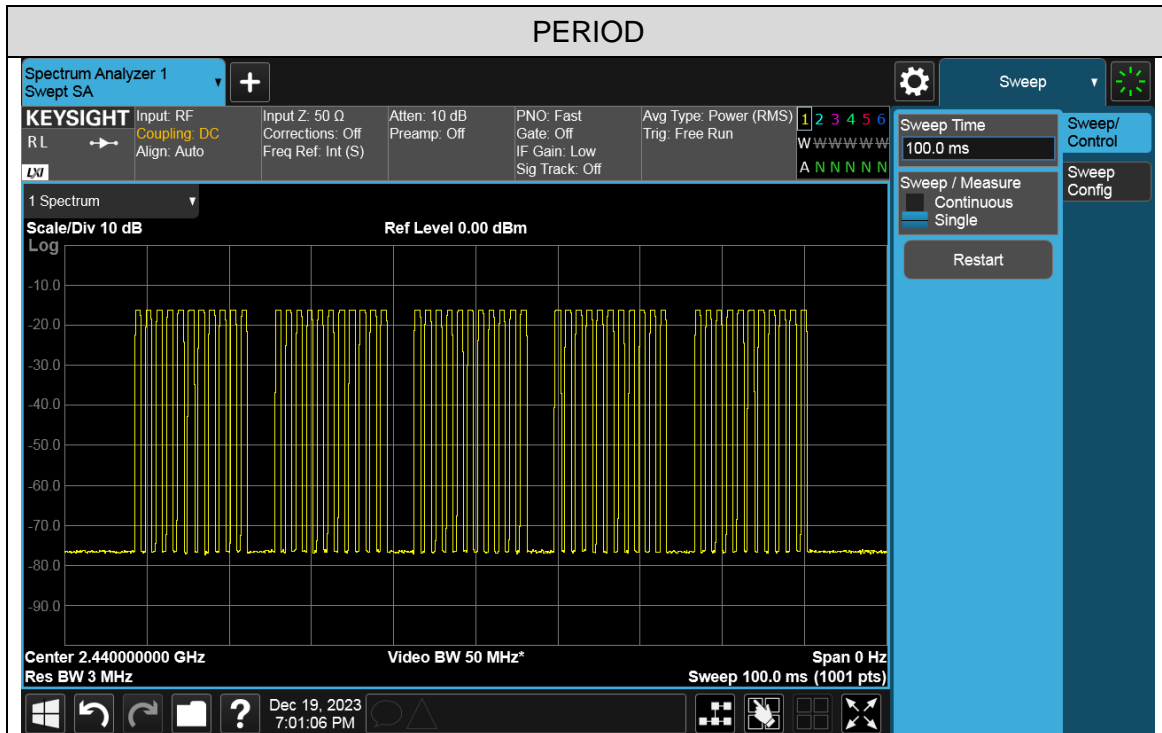 PERIOD
Spectrum Analyzer 1
Swept SA
Sweep
KEYSIGHT
RL
LXI
Input: RF
Coupling: DC
Align: Auto
Input Z: 50 Ω
Corrections: Off
Freq Ref: Int (S)
Atten: 10 dB
Preamp: Off
PNO: Fast
Gate: Off
IF Gain: Low
Sig Track: Off
Avg Type: Power (RMS)
Trig: Free Run
1 2 3 4 5 6
W W W W W W
A N N N N N
Sweep Time
100.0 ms
Sweep / Measure
Continuous
Single
Restart
Sweep/
Control
Sweep
Config
1 Spectrum
Scale/Div 10 dB
Ref Level 0.00 dBm
Log
-10.0
-20.0
-30.0
-40.0
-50.0
-60.0
-70.0
-80.0
-90.0
Center 2.440000000 GHz
Video BW 50 MHz*
Span 0 Hz
Res BW 3 MHz
Sweep 100.0 ms (1001 pts)
?
Dec 19, 2023
7:01:06 PM